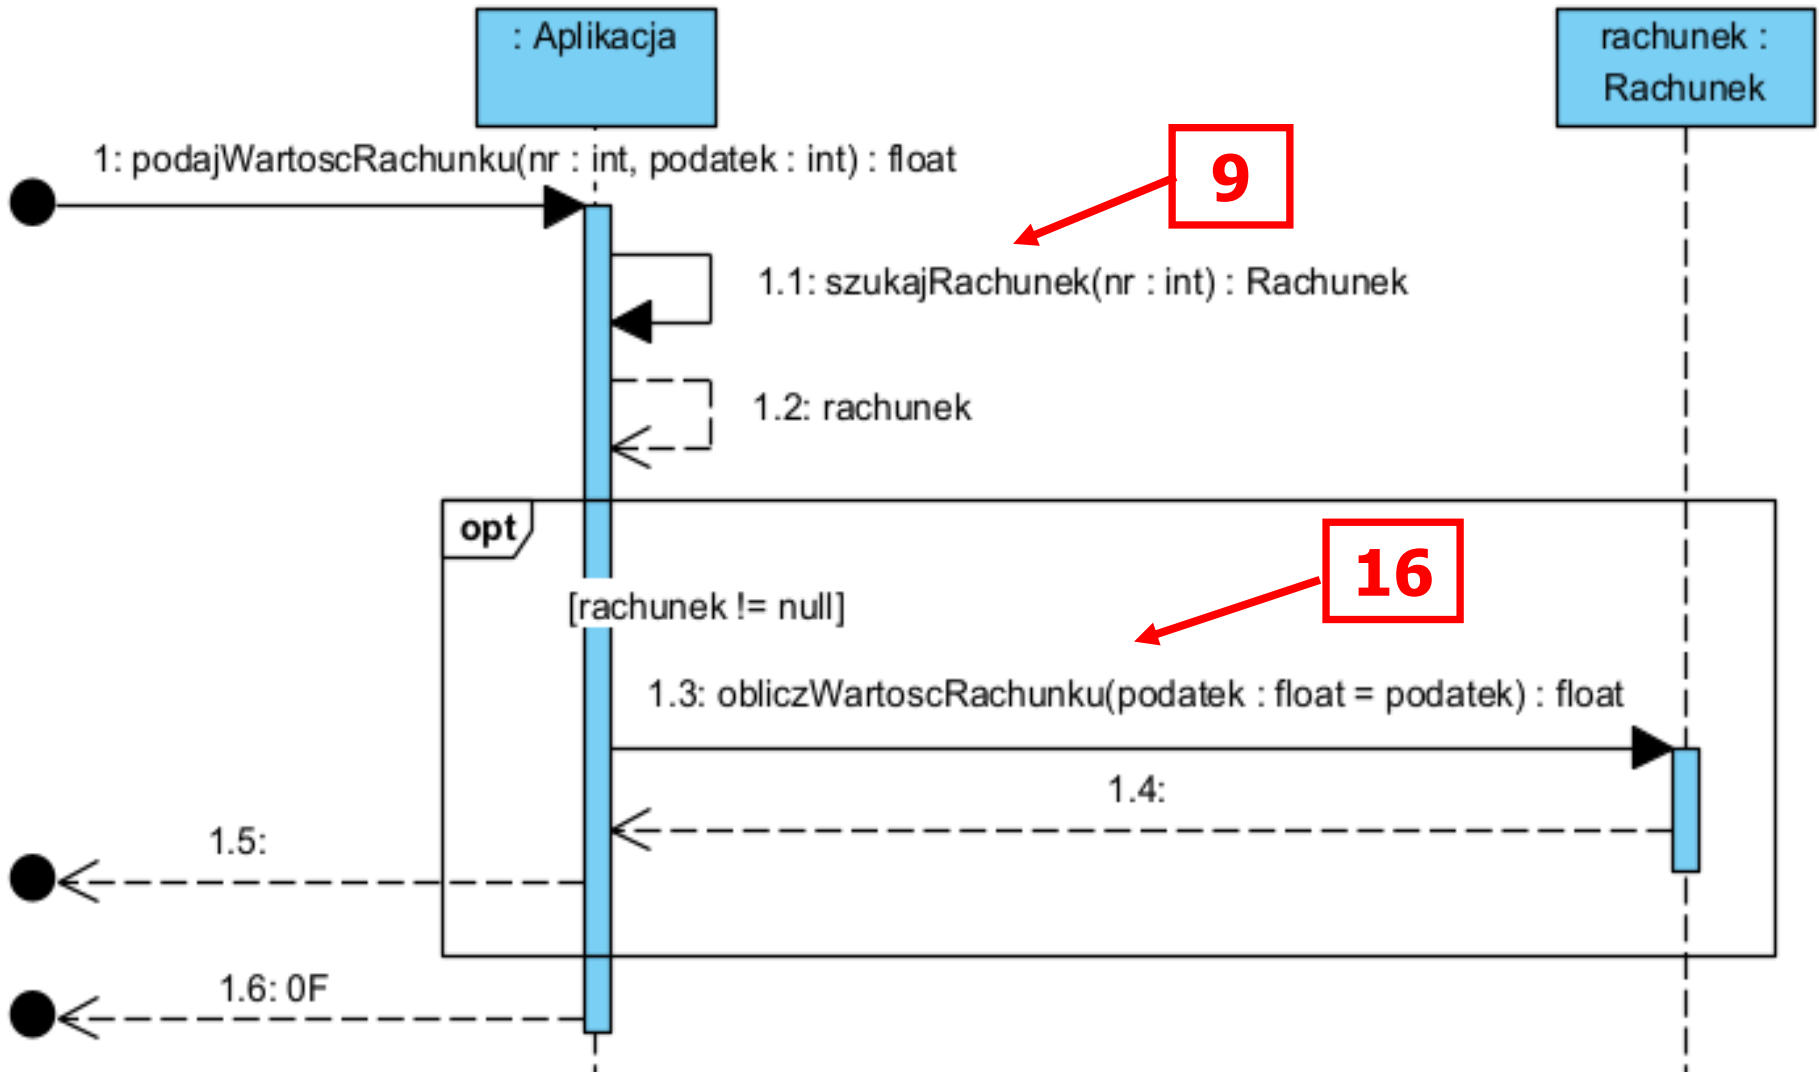 : Aplikacja
rachunek :
Rachunek
1: podajWartoscRachunku(nr : int, podatek : int) : float
9
1.1: szukajRachunek(nr : int) : Rachunek
1.2: rachunek
opt
16
[rachunek != null]
1.3: obliczWartoscRachunku(podatek : float = podatek) : float
1.4:
1.5:
1.6: 0F